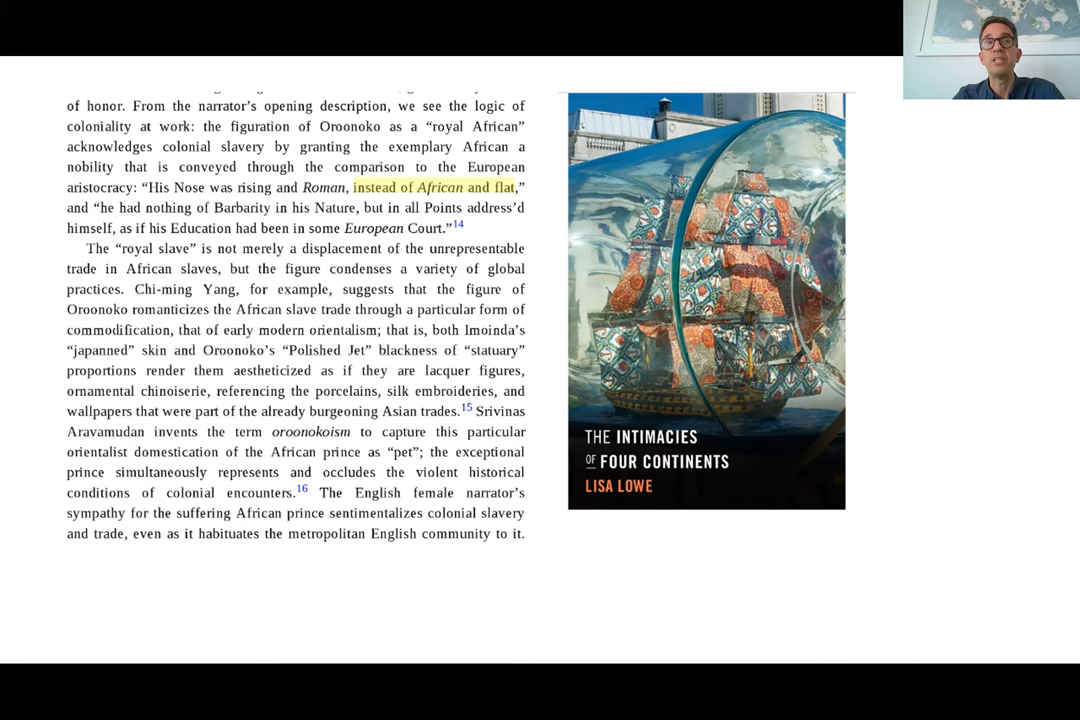 of honor. From the narrator’s opening description, we see the logic of
coloniality at work: the figuration of Oroonoko as a “royal African”
acknowledges colonial slavery by granting the exemplary African a
nobility that is conveyed through the comparison to the European
aristocracy: “His Nose was rising and Roman, instead of African and flat,”
and “he had nothing of Barbarity in his Nature, but in all Points address’d
himself, as if his Education had been in some European Court.”14
The “royal slave” is not merely a displacement of the unrepresentable
trade in African slaves, but the figure condenses a variety of global
practices. Chi-ming Yang, for example, suggests that the figure of
Oroonoko romanticizes the African slave trade through a particular form of
commodification, that of early modern orientalism; that is, both Imoinda’s
“japanned” skin and Oroonoko’s “Polished Jet” blackness of “statuary”
proportions render them aestheticized as if they are lacquer figures,
ornamental chinoiserie, referencing the porcelains, silk embroideries, and
wallpapers that were part of the already burgeoning Asian trades.15 Srivinas
Aravamudan invents the term oroonokoism to capture this particular
orientalist domestication of the African prince as “pet”; the exceptional
prince simultaneously represents and occludes the violent historical
conditions of colonial encounters.16 The English female narrator’s
sympathy for the suffering African prince sentimentalizes colonial slavery
and trade, even as it habituates the metropolitan English community to it.
THE INTIMACIES
OF FOUR CONTINENTS
LISA LOWE